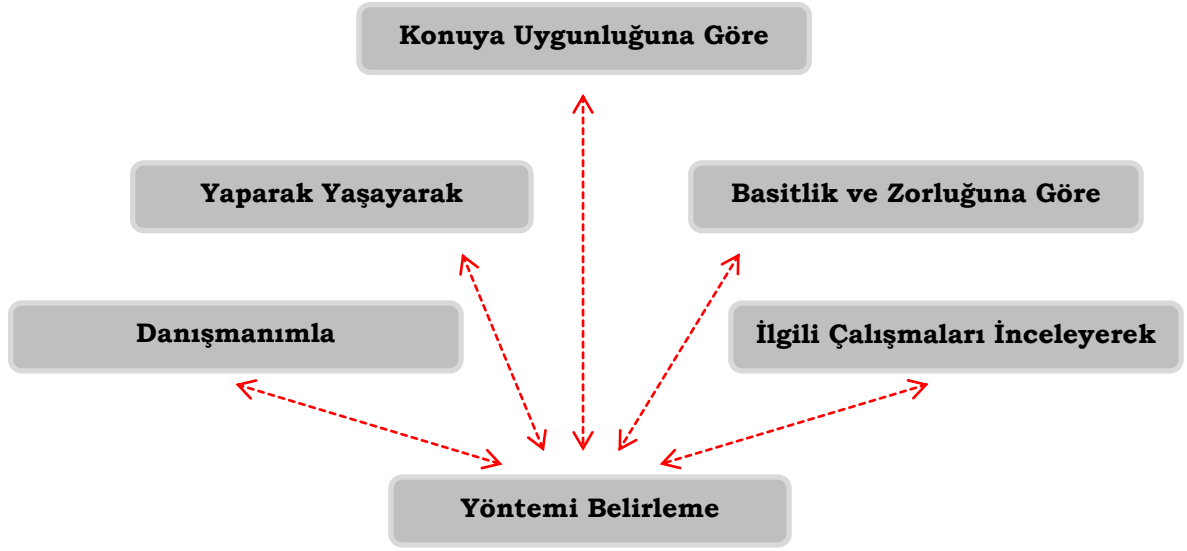 Konuya Uygunluğuna Göre
Yaparak Yaşayarak
Basitlik ve Zorluğuna Göre
Danışmanımla
İlgili Çalışmaları İnceleyerek
Yöntemi Belirleme